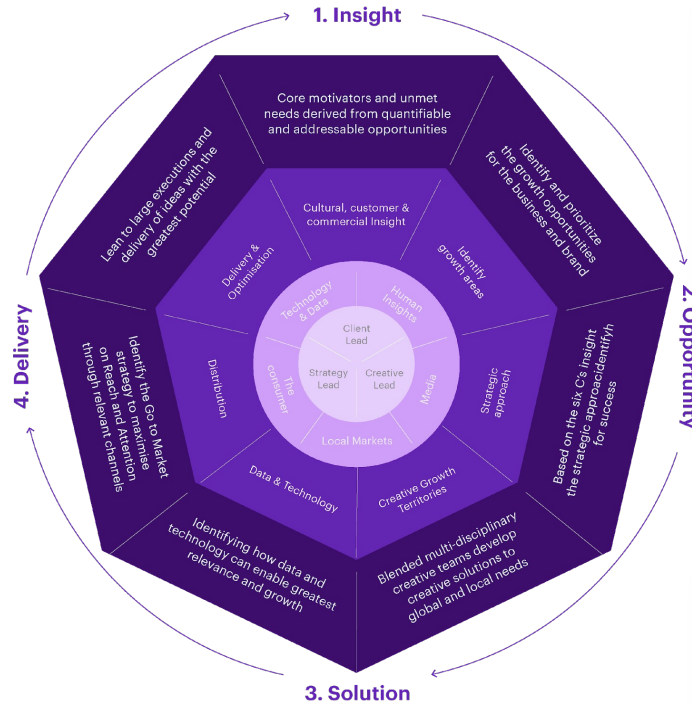 1. Insight
2. Opportunity
3. Solution
4. Delivery
Core motivators and unmet
needs derived from quantifiable
and addressable opportunities
Identify and prioritize
the growth opportunities
for the business and brand
Based on the six C's insight
the strategic approacidentifyh
for success
Blended multi-disciplinary
creative teams develop
creative solutions to
global and local needs
Identifying how data and
technology can enable greatest
relevance and growth
Identify the Go to Market
strategy to maximise
on Reach and Attention
through relevant channels
Lean to large executions and
delivery of ideas with the
greatest potential
Cultural, customer &
commercial Insight
Identify
growth areas
Strategic
approach
Creative Growth
Territories
Data & Technology
Distribution
Delivery &
Optimisation
Technology
& Data
Human
Insights
Media
Local Markets
The
consumer
Client
Lead
Strategy
Lead
Creative
Lead